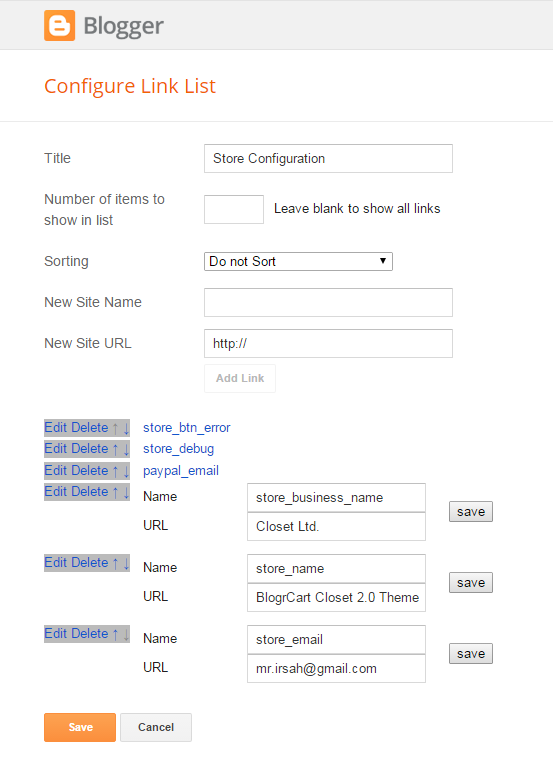 Blogger
Configure Link List
Title Store Configuration
Number of items to show in list Leave blank to show all links
Sorting Do not Sort ▼
New Site Name
New Site URL http://
Add Link
Edit Delete ↑ ↓ store_btn_error
Edit Delete ↑ ↓ store_debug
Edit Delete ↑ ↓ paypal_email
Edit Delete ↑ ↓ Name store_business_name
URL Closet Ltd.
save
Edit Delete ↑ ↓ Name store_name
URL BlogrCart Closet 2.0 Theme
save
Edit Delete ↑ ↓ Name store_email
URL mr.irsah@gmail.com
save
Save Cancel